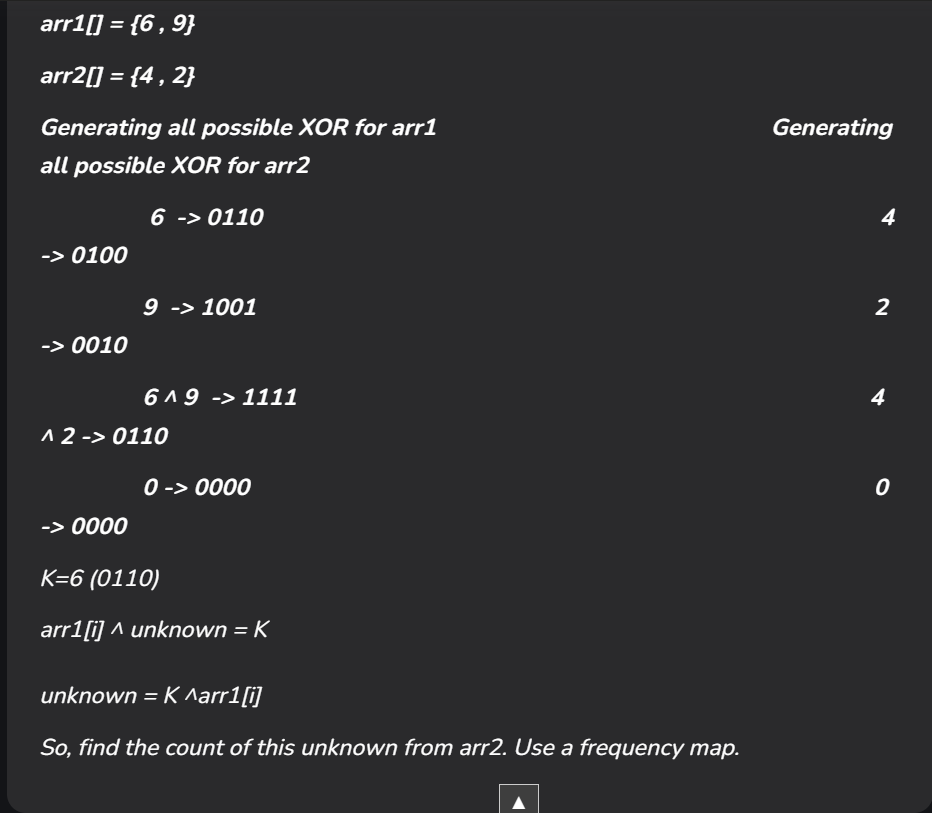 arr1[] = {6 , 9}
arr2[] = {4 , 2}
Generating all possible XOR for arr1 Generating
all possible XOR for arr2
6 -> 0110 4
-> 0100
9 -> 1001 2
-> 0010
6 ^ 9 -> 1111 4
^ 2 -> 0110
0 -> 0000 0
-> 0000
K=6 (0110)
arr1[i] ^ unknown = K
unknown = K ^arr1[i]
So, find the count of this unknown from arr2. Use a frequency map.